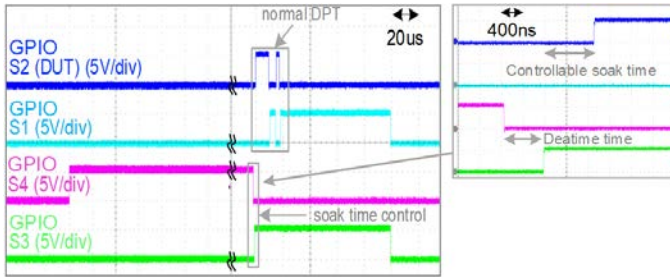 normal DPT
GPIO
S2 (DUT) (5V/div)
20us
GPIO
S1 (5V/div)
GPIO
S4 (5V/div)
soak time control
GPIO
S3 (5V/div)
400ns
Controllable soak time
Deatime time